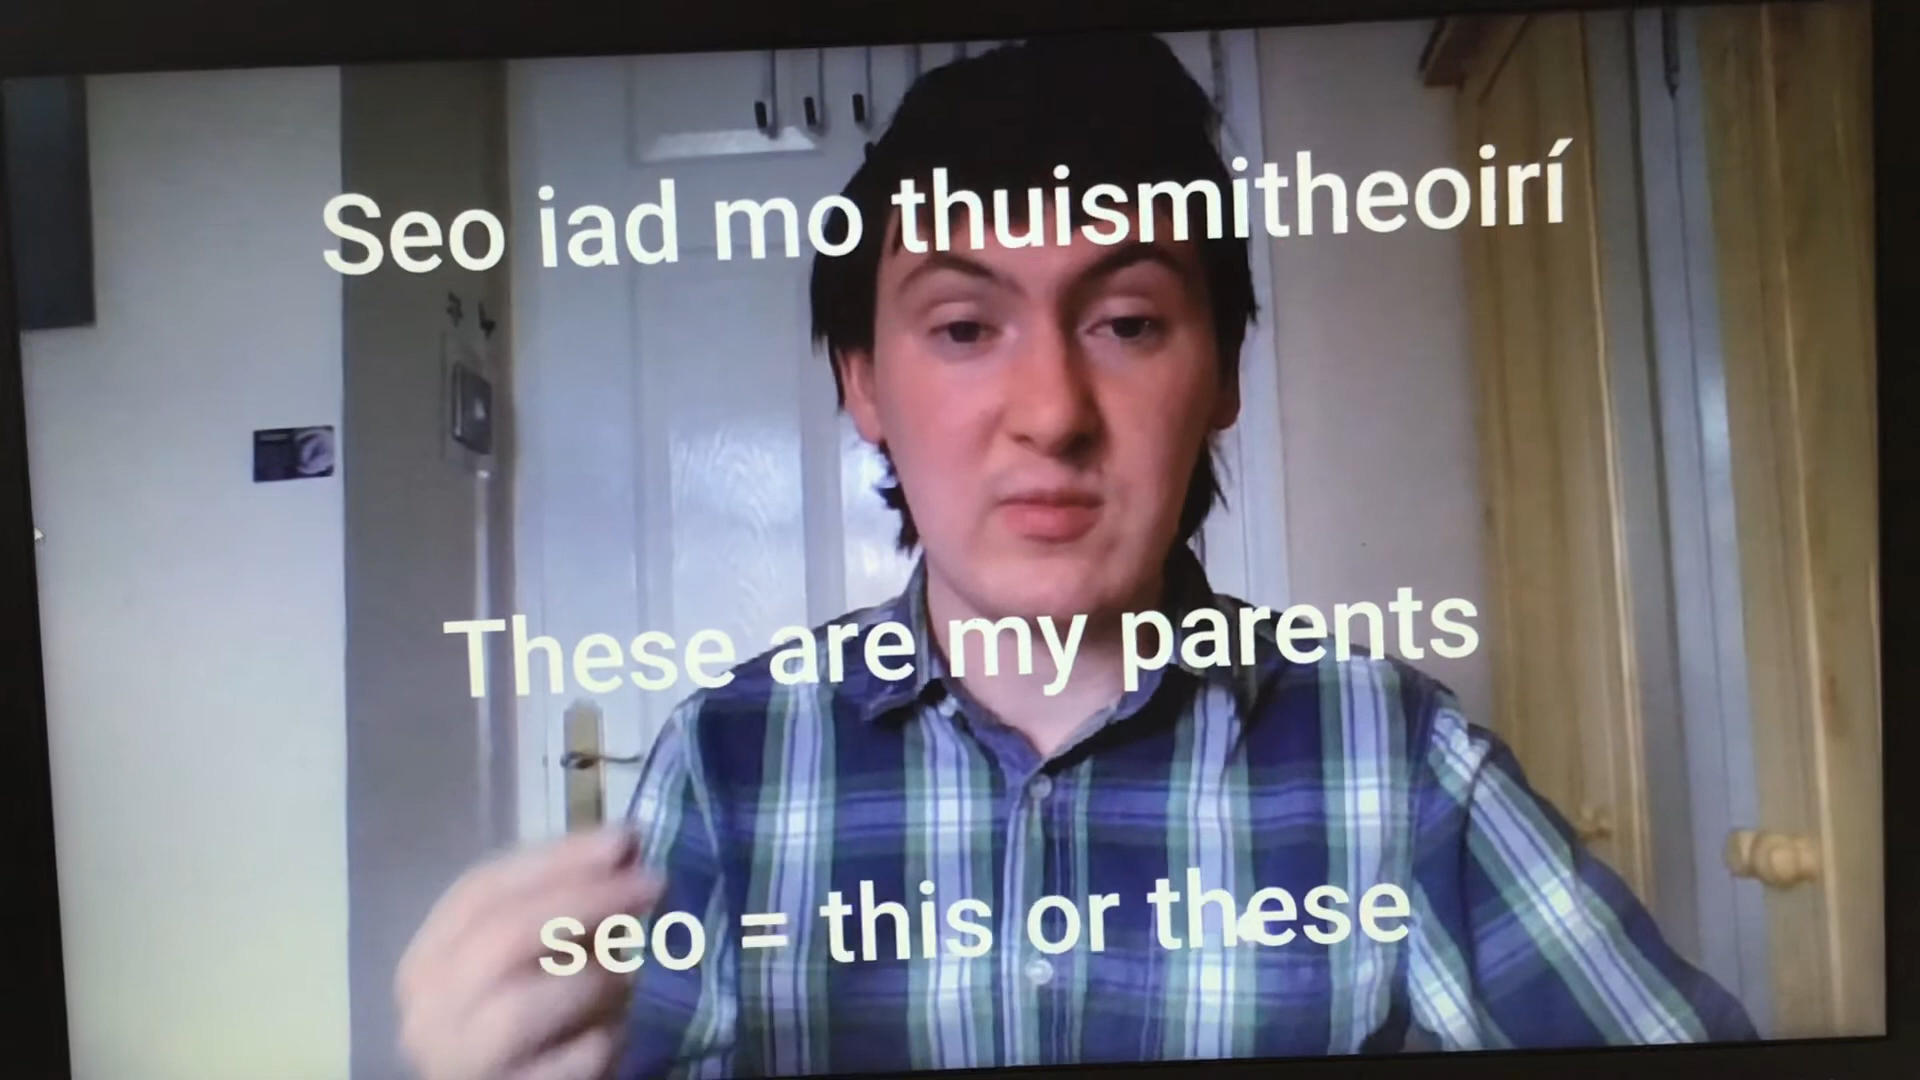 Seo iad mo thuismitheoirí
These are my parents
seo = this or these